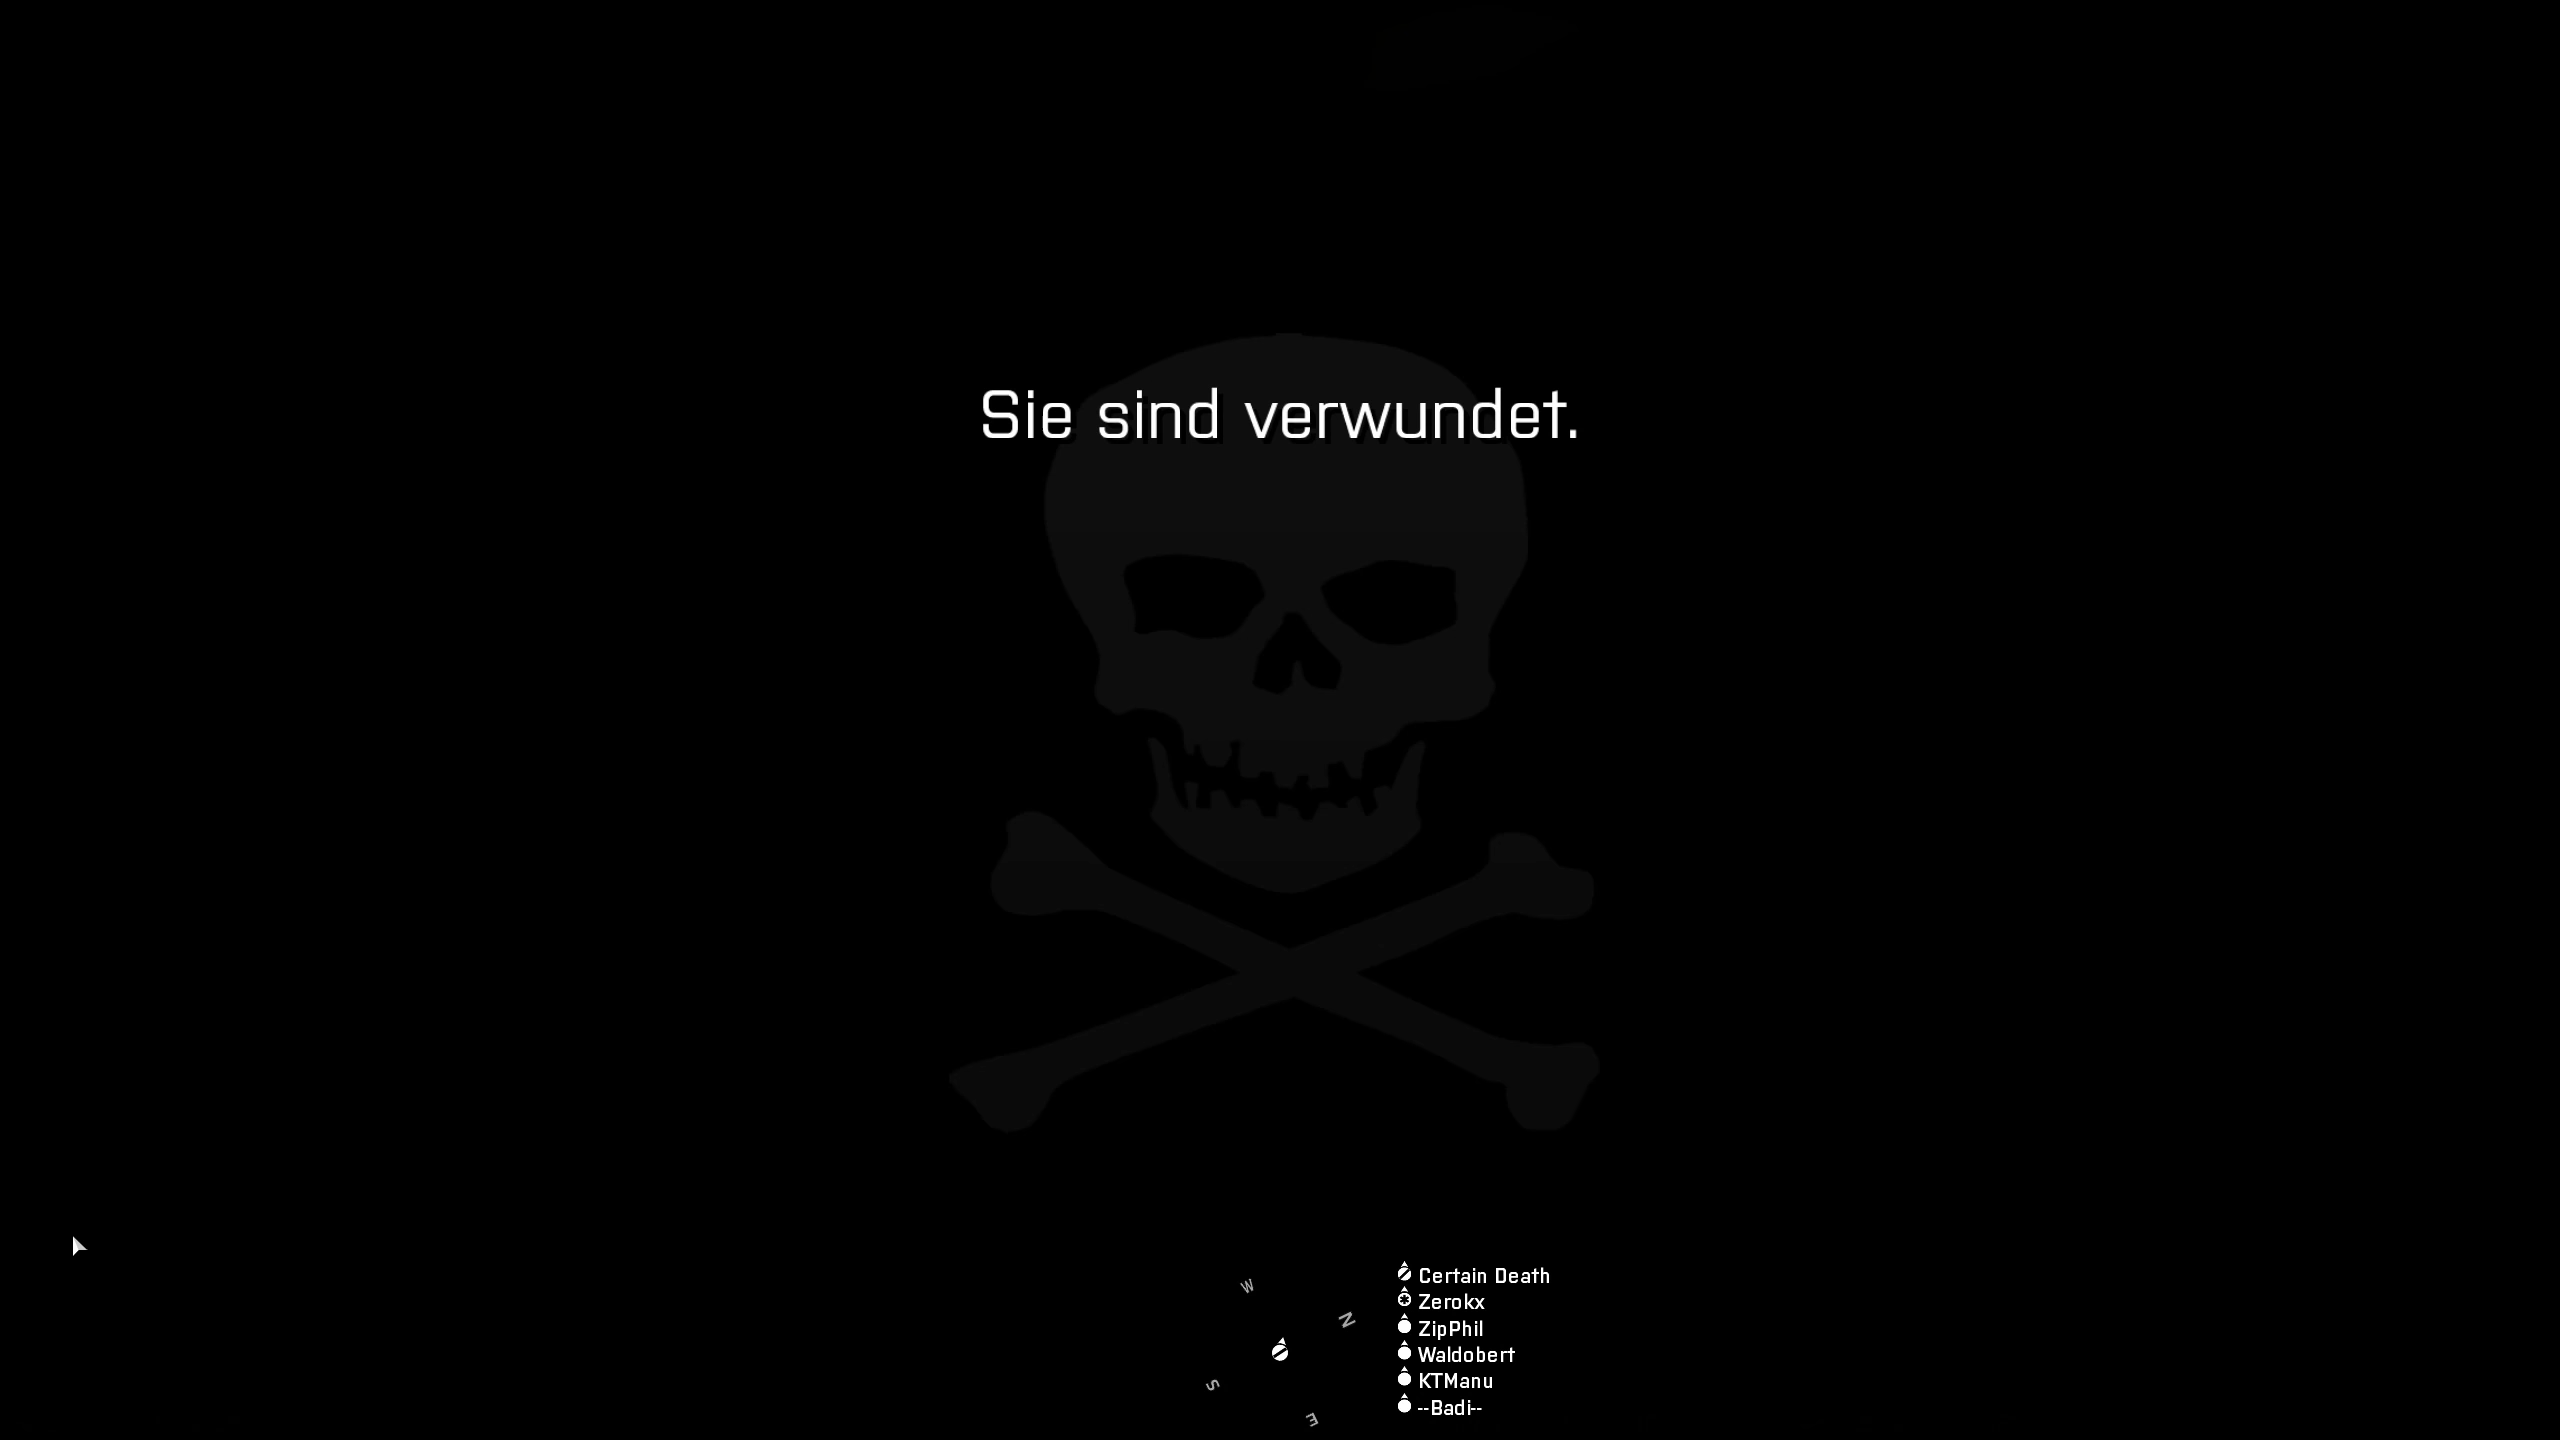 Sie sind verwundet.
W
N
S
E
Certain Death
Zerokx
ZipPhil
Waldobert
KTManu
--Badi--